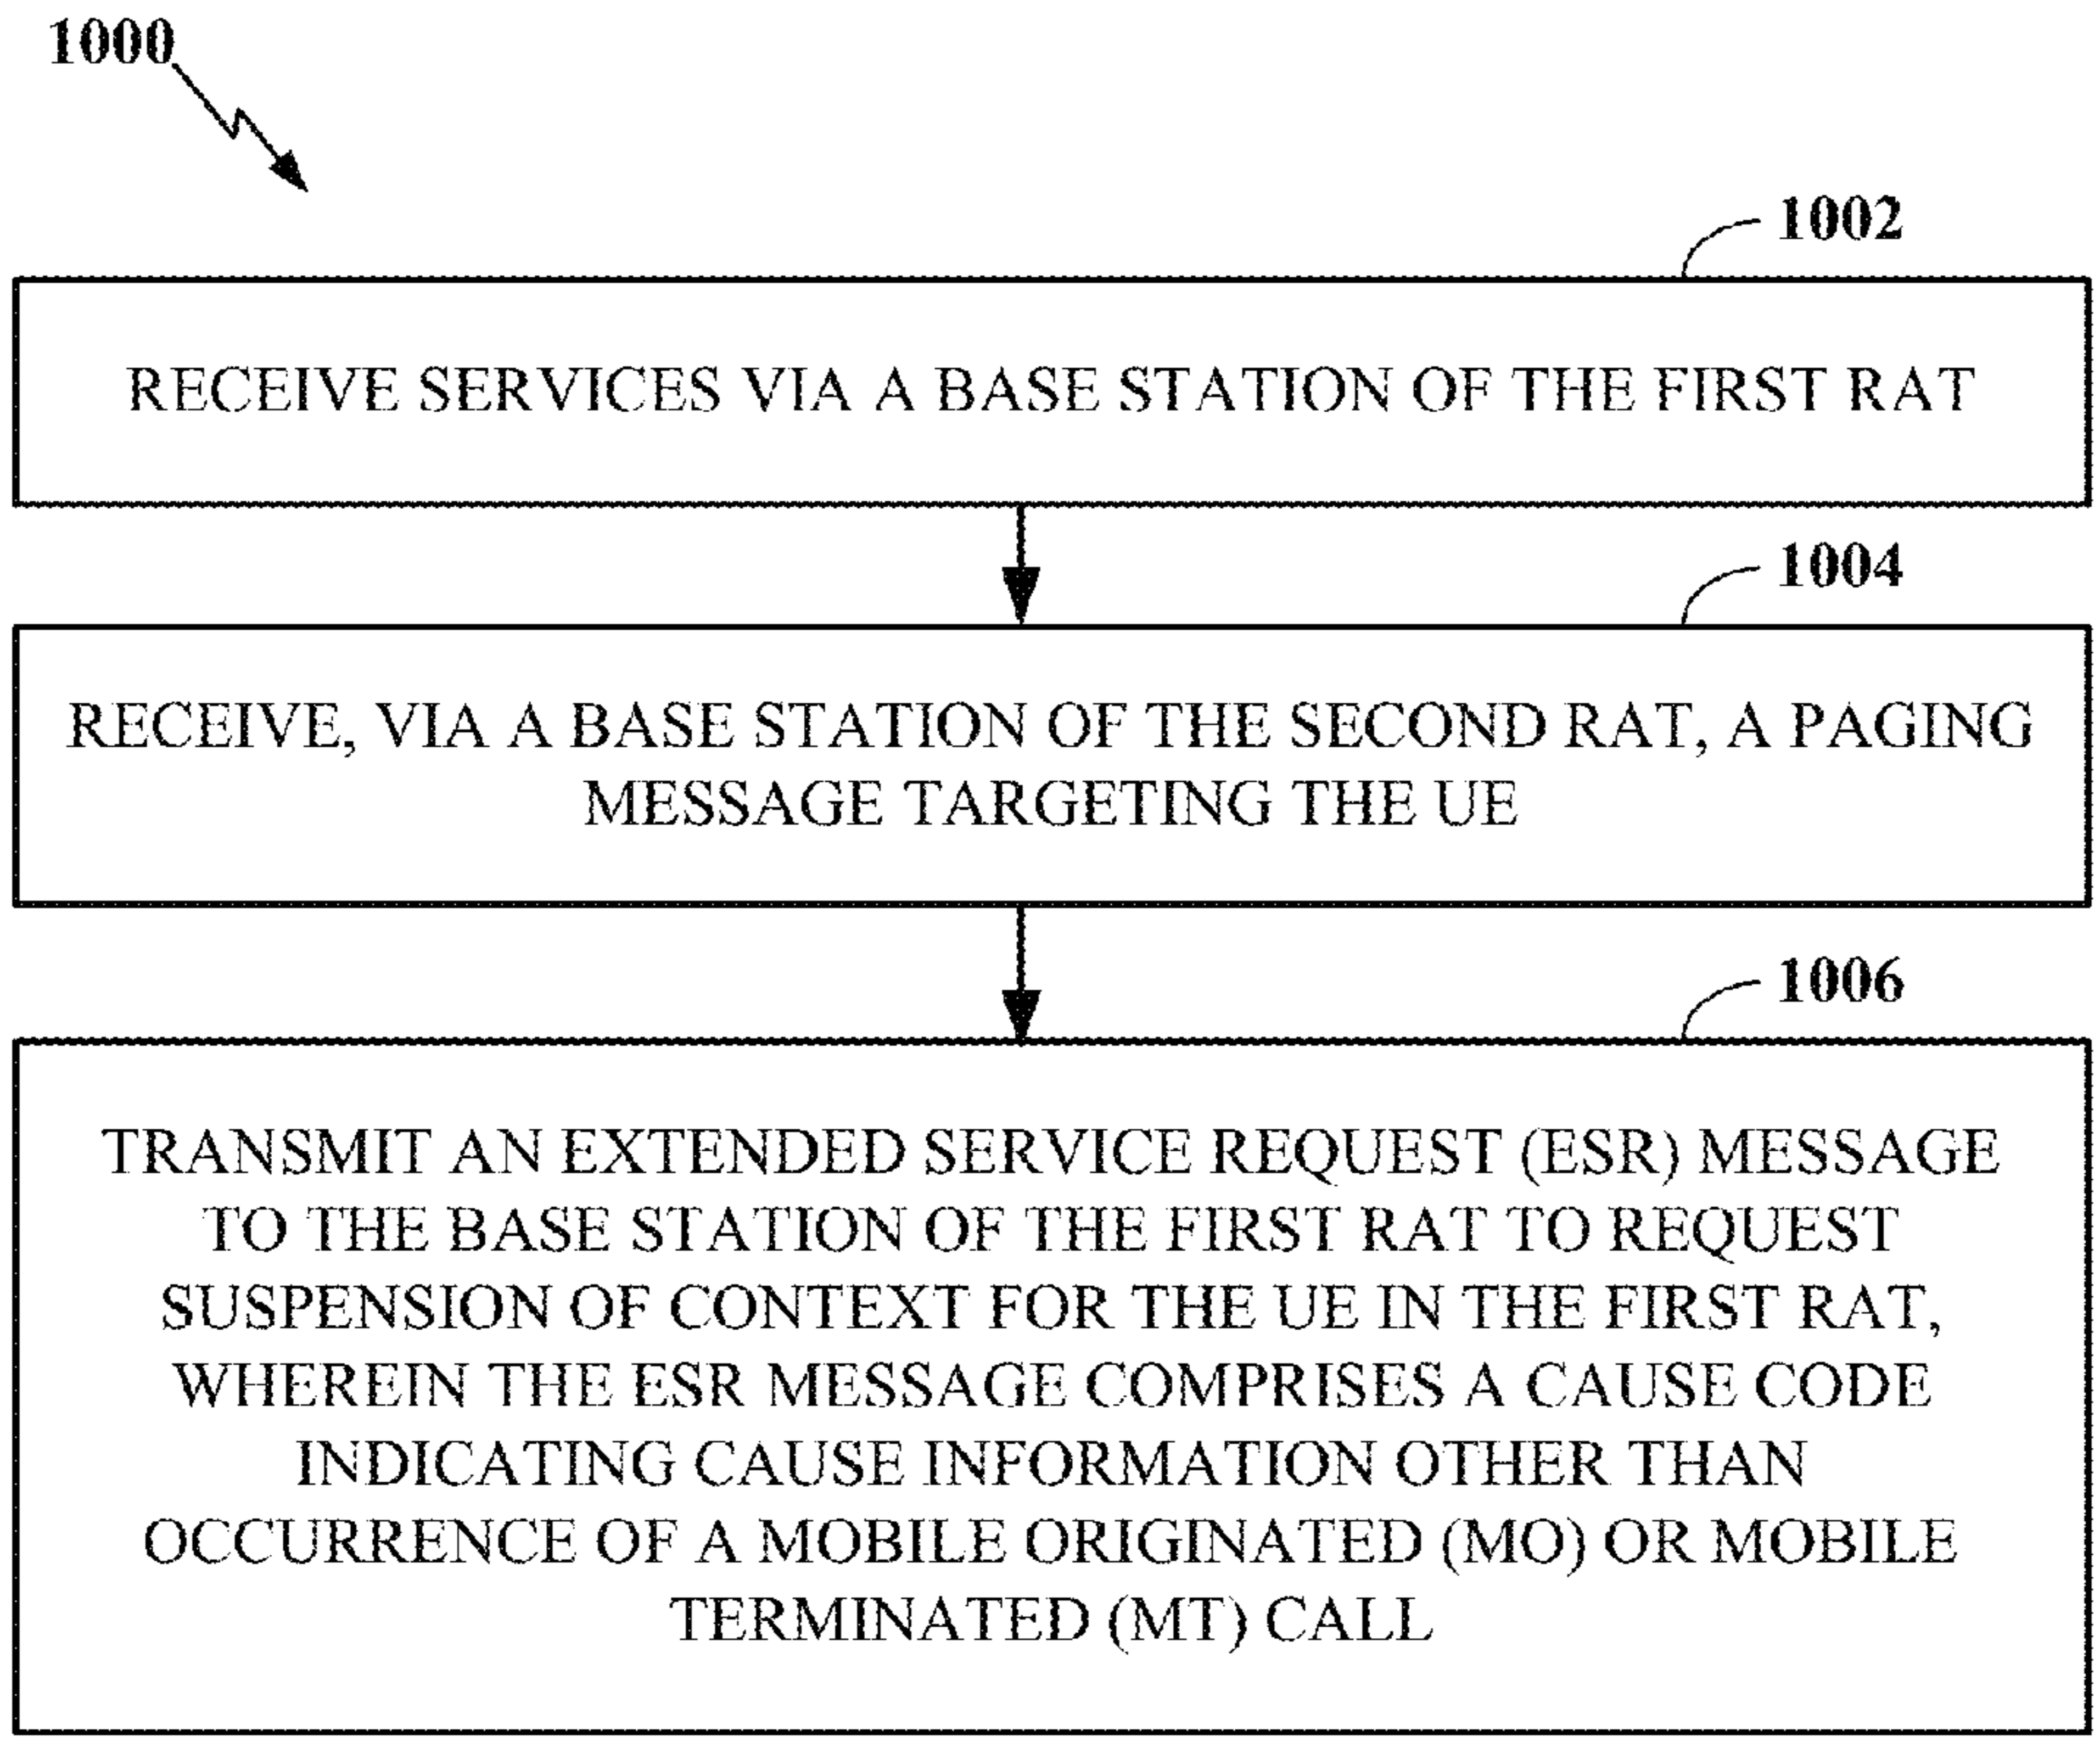 1000
1002
RECEIVE SERVICES VIA A BASE STATION OF THE FIRST RAT
1004
RECEIVE, VIA A BASE STATION OF THE SECOND RAT, A PAGING
MESSAGE TARGETING THE UE
1006
TRANSMIT AN EXTENDED SERVICE REQUEST (ESR) MESSAGE
TO THE BASE STATION OF THE FIRST RAT TO REQUEST
SUSPENSION OF CONTEXT FOR THE UE IN THE FIRST RAT,
WHEREIN THE ESR MESSAGE COMPRISES A CAUSE CODE
INDICATING CAUSE INFORMATION OTHER THAN
OCCURRENCE OF A MOBILE ORIGINATED (MO) OR MOBILE
TERMINATED (MT) CALL